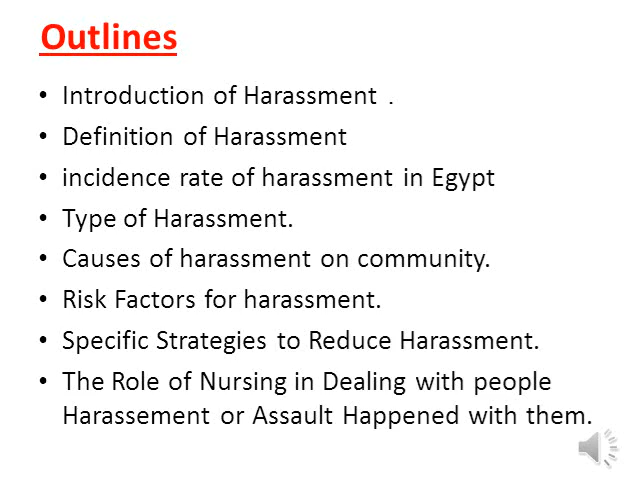 Outlines
• Introduction of Harassment .
• Definition of Harassment
• incidence rate of harassment in Egypt
• Type of Harassment.
• Causes of harassment on community.
• Risk Factors for harassment.
• Specific Strategies to Reduce Harassment.
• The Role of Nursing in Dealing with people
Harassement or Assault Happened with them.